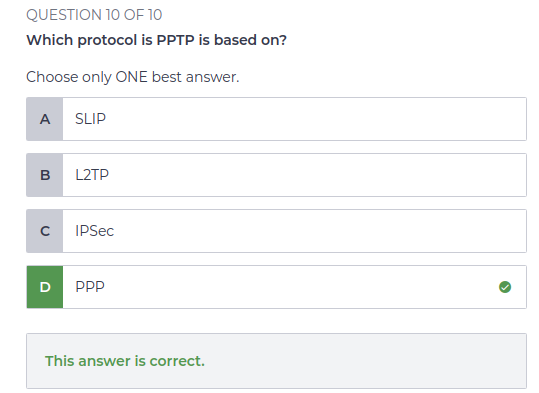 QUESTION 10 OF 10
Which protocol is PPTP is based on?
Choose only ONE best answer.
A SLIP
B L2TP
C IPSec
D PPP
This answer is correct.